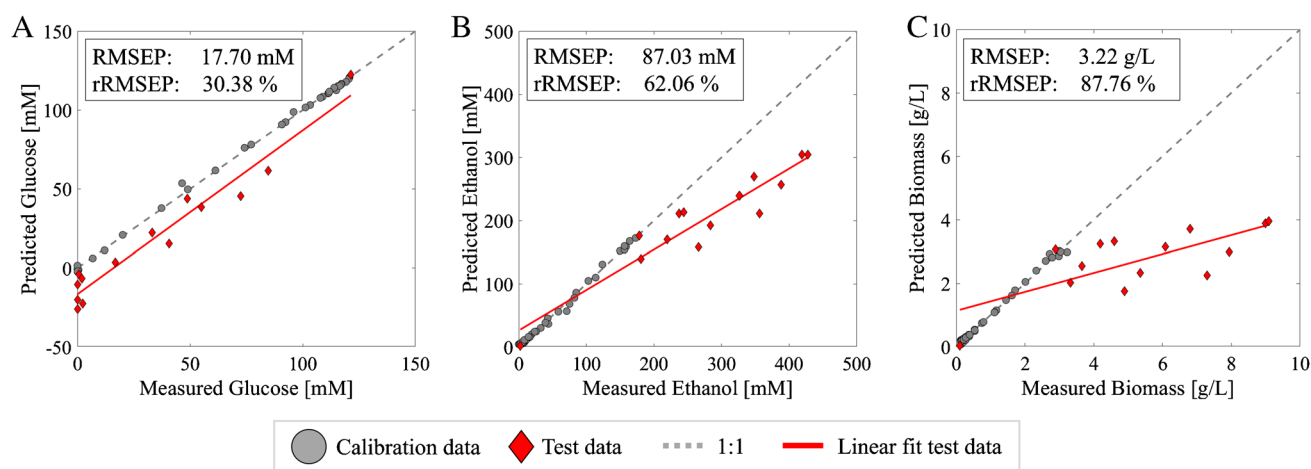 A
RMSEP: 17.70 mM
rRMSEP: 30.38 %
Predicted Glucose [mM]
150
100
50
0
-50
0 50 100 150
Measured Glucose [mM]
B
RMSEP: 87.03 mM
rRMSEP: 62.06 %
Predicted Ethanol [mM]
500
400
300
200
100
0
0 100 200 300 400 500
Measured Ethanol [mM]
C
RMSEP: 3.22 g/L
rRMSEP: 87.76 %
Predicted Biomass [g/L]
10
8
6
4
2
0
0 2 4 6 8 10
Measured Biomass [g/L]
Calibration data Test data 1:1 Linear fit test data